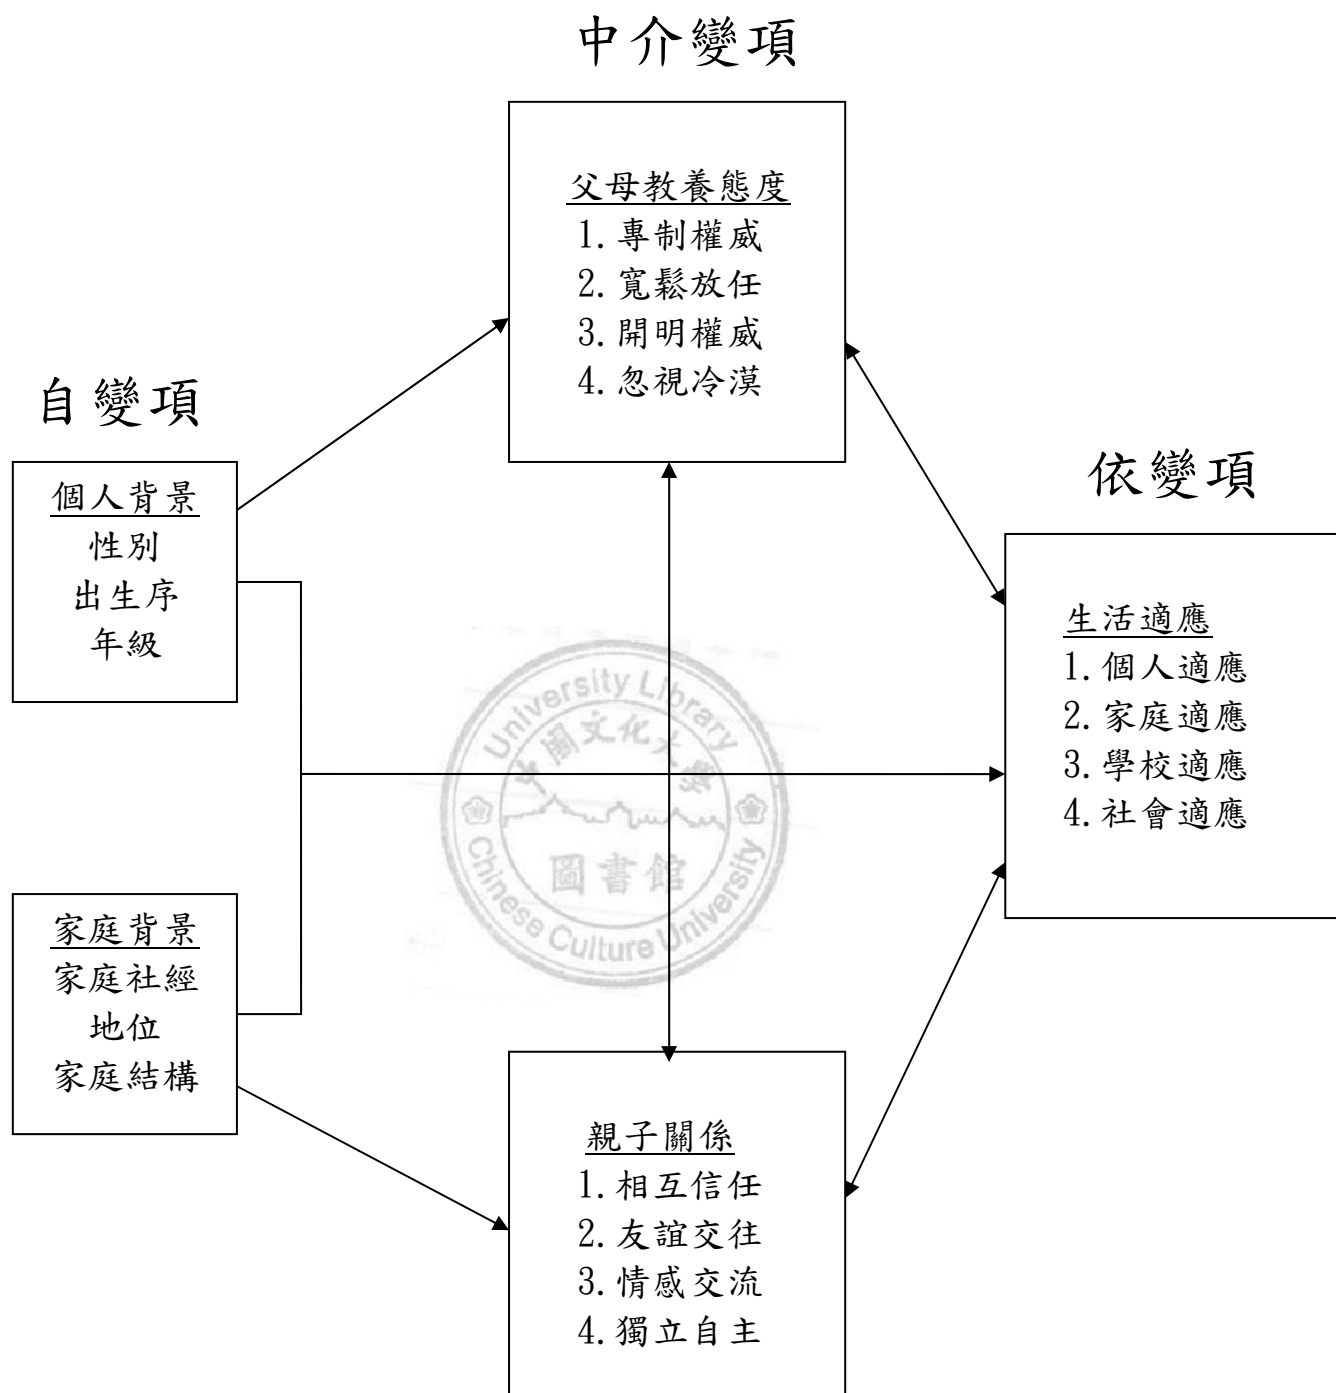 中介變項
父母教養態度
1.專制權威
2.寬鬆放任
3.開明權威
4.忽視冷漠
自變項
個人背景
性別
出生序
年級
依變項
生活適應
1.個人適應
2.家庭適應
3.學校適應
4.社會適應
University Library
中國文化大學
圖書館
Chinese Culture University
家庭背景
家庭社經
地位
家庭結構
親子關係
1.相互信任
2.友誼交往
3.情感交流
4.獨立自主